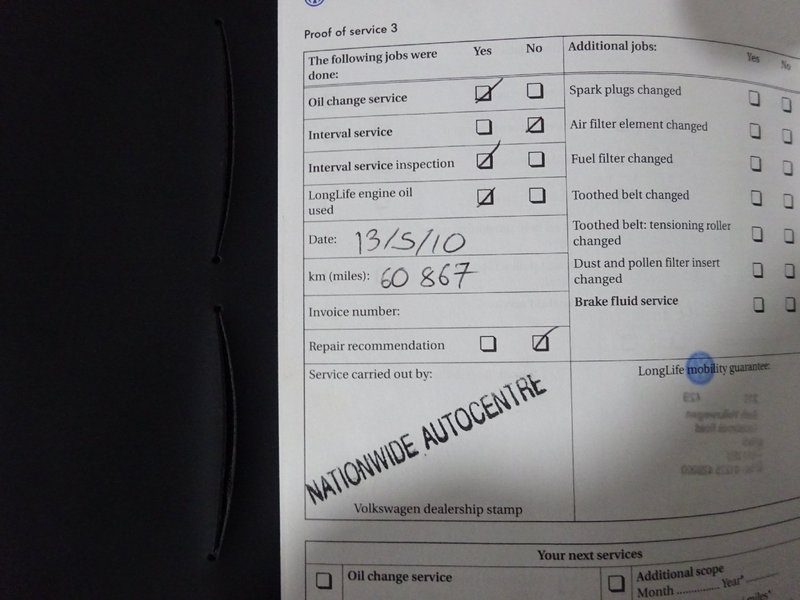 Proof of service 3
The following jobs were done:
Yes No
Oil change service
Interval service
Interval service inspection
LongLife engine oil used
Date: 13/5/10
km (miles): 60 867
Invoice number:
Repair recommendation
Service carried out by:
NATIONWIDE AUTOCENTRE
Volkswagen dealership stamp
Additional jobs:
Yes No
Spark plugs changed
Air filter element changed
Fuel filter changed
Toothed belt changed
Toothed belt: tensioning roller
changed
Dust and pollen filter insert
changed
Brake fluid service
LongLife mobility guarantee:
Your next services
Oil change service
Additional scope
Month .............. Year*
miles*